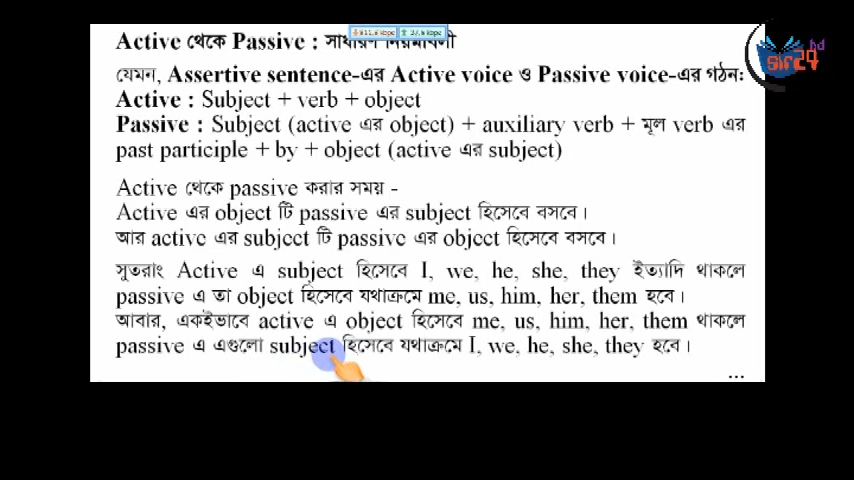 Active থেকে Passive : সাধারণ নিয়মাবলী
যেমন, Assertive sentence-এর Active voice ও Passive voice-এর গঠন:
Active : Subject + verb + object
Passive : Subject (active এর object) + auxiliary verb + মূল verb এর
past participle + by + object (active এর subject)
Active থেকে passive করার সময় -
Active এর object টি passive এর subject হিসেবে বসবে।
আর active এর subject টি passive এর object হিসেবে বসবে।
সুতরাং Active এ subject হিসেবে I, we, he, she, they ইত্যাদি থাকলে
passive এ তা object হিসেবে যথাক্রমে me, us, him, her, them হবে।
আবার, একইভাবে active এ object হিসেবে me, us, him, her, them থাকলে
passive এ এগুলো subject হিসেবে যথাক্রমে I, we, he, she, they হবে।
...
sir24
bd